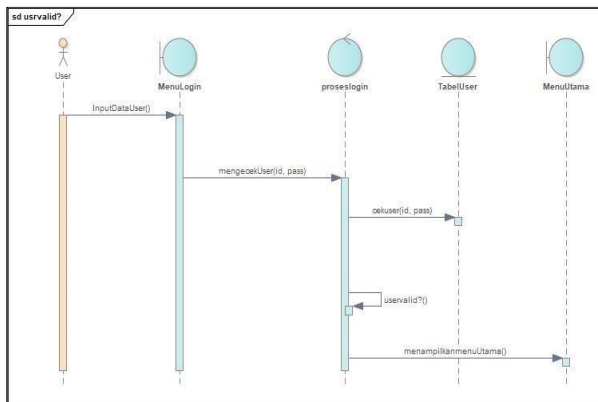 sd usrvalid?
User
MenuLogin
proseslogin
TabelUser
MenuUtama
InputDataUser()
mengecekUser(id, pass)
cekuser(id, pass)
uservalid?()
menampilkanmenuUtama()